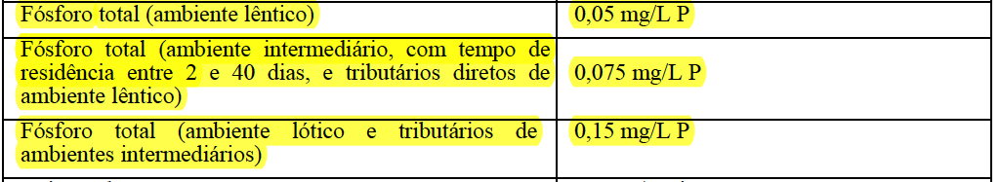 Fósforo total (ambiente lêntico) 0,05 mg/L P
Fósforo total (ambiente intermediário, com tempo de
residência entre 2 e 40 dias, e tributários diretos de
ambiente lêntico)
0,075 mg/L P
Fósforo total (ambiente lótico e tributários de
ambientes intermediários)
0,15 mg/L P